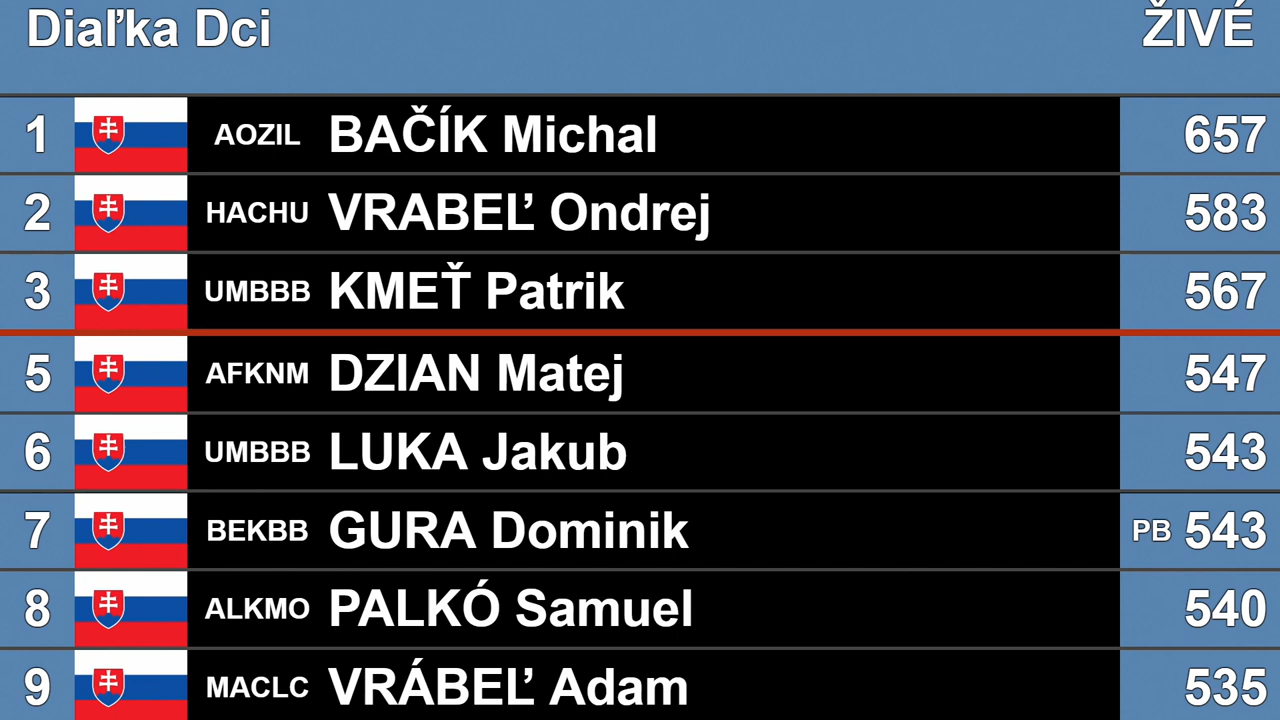 Diaľka Dci ŽIVÉ
1 AOZIL BAČÍK Michal 657
2 HACHU VRABEĽ Ondrej 583
3 UMBBB KMEŤ Patrik 567
5 AFKNM DZIAN Matej 547
6 UMBBB LUKA Jakub 543
7 BEKBB GURA Dominik PB 543
8 ALKMO PALKÓ Samuel 540
9 MACLC VRÁBEĽ Adam 535